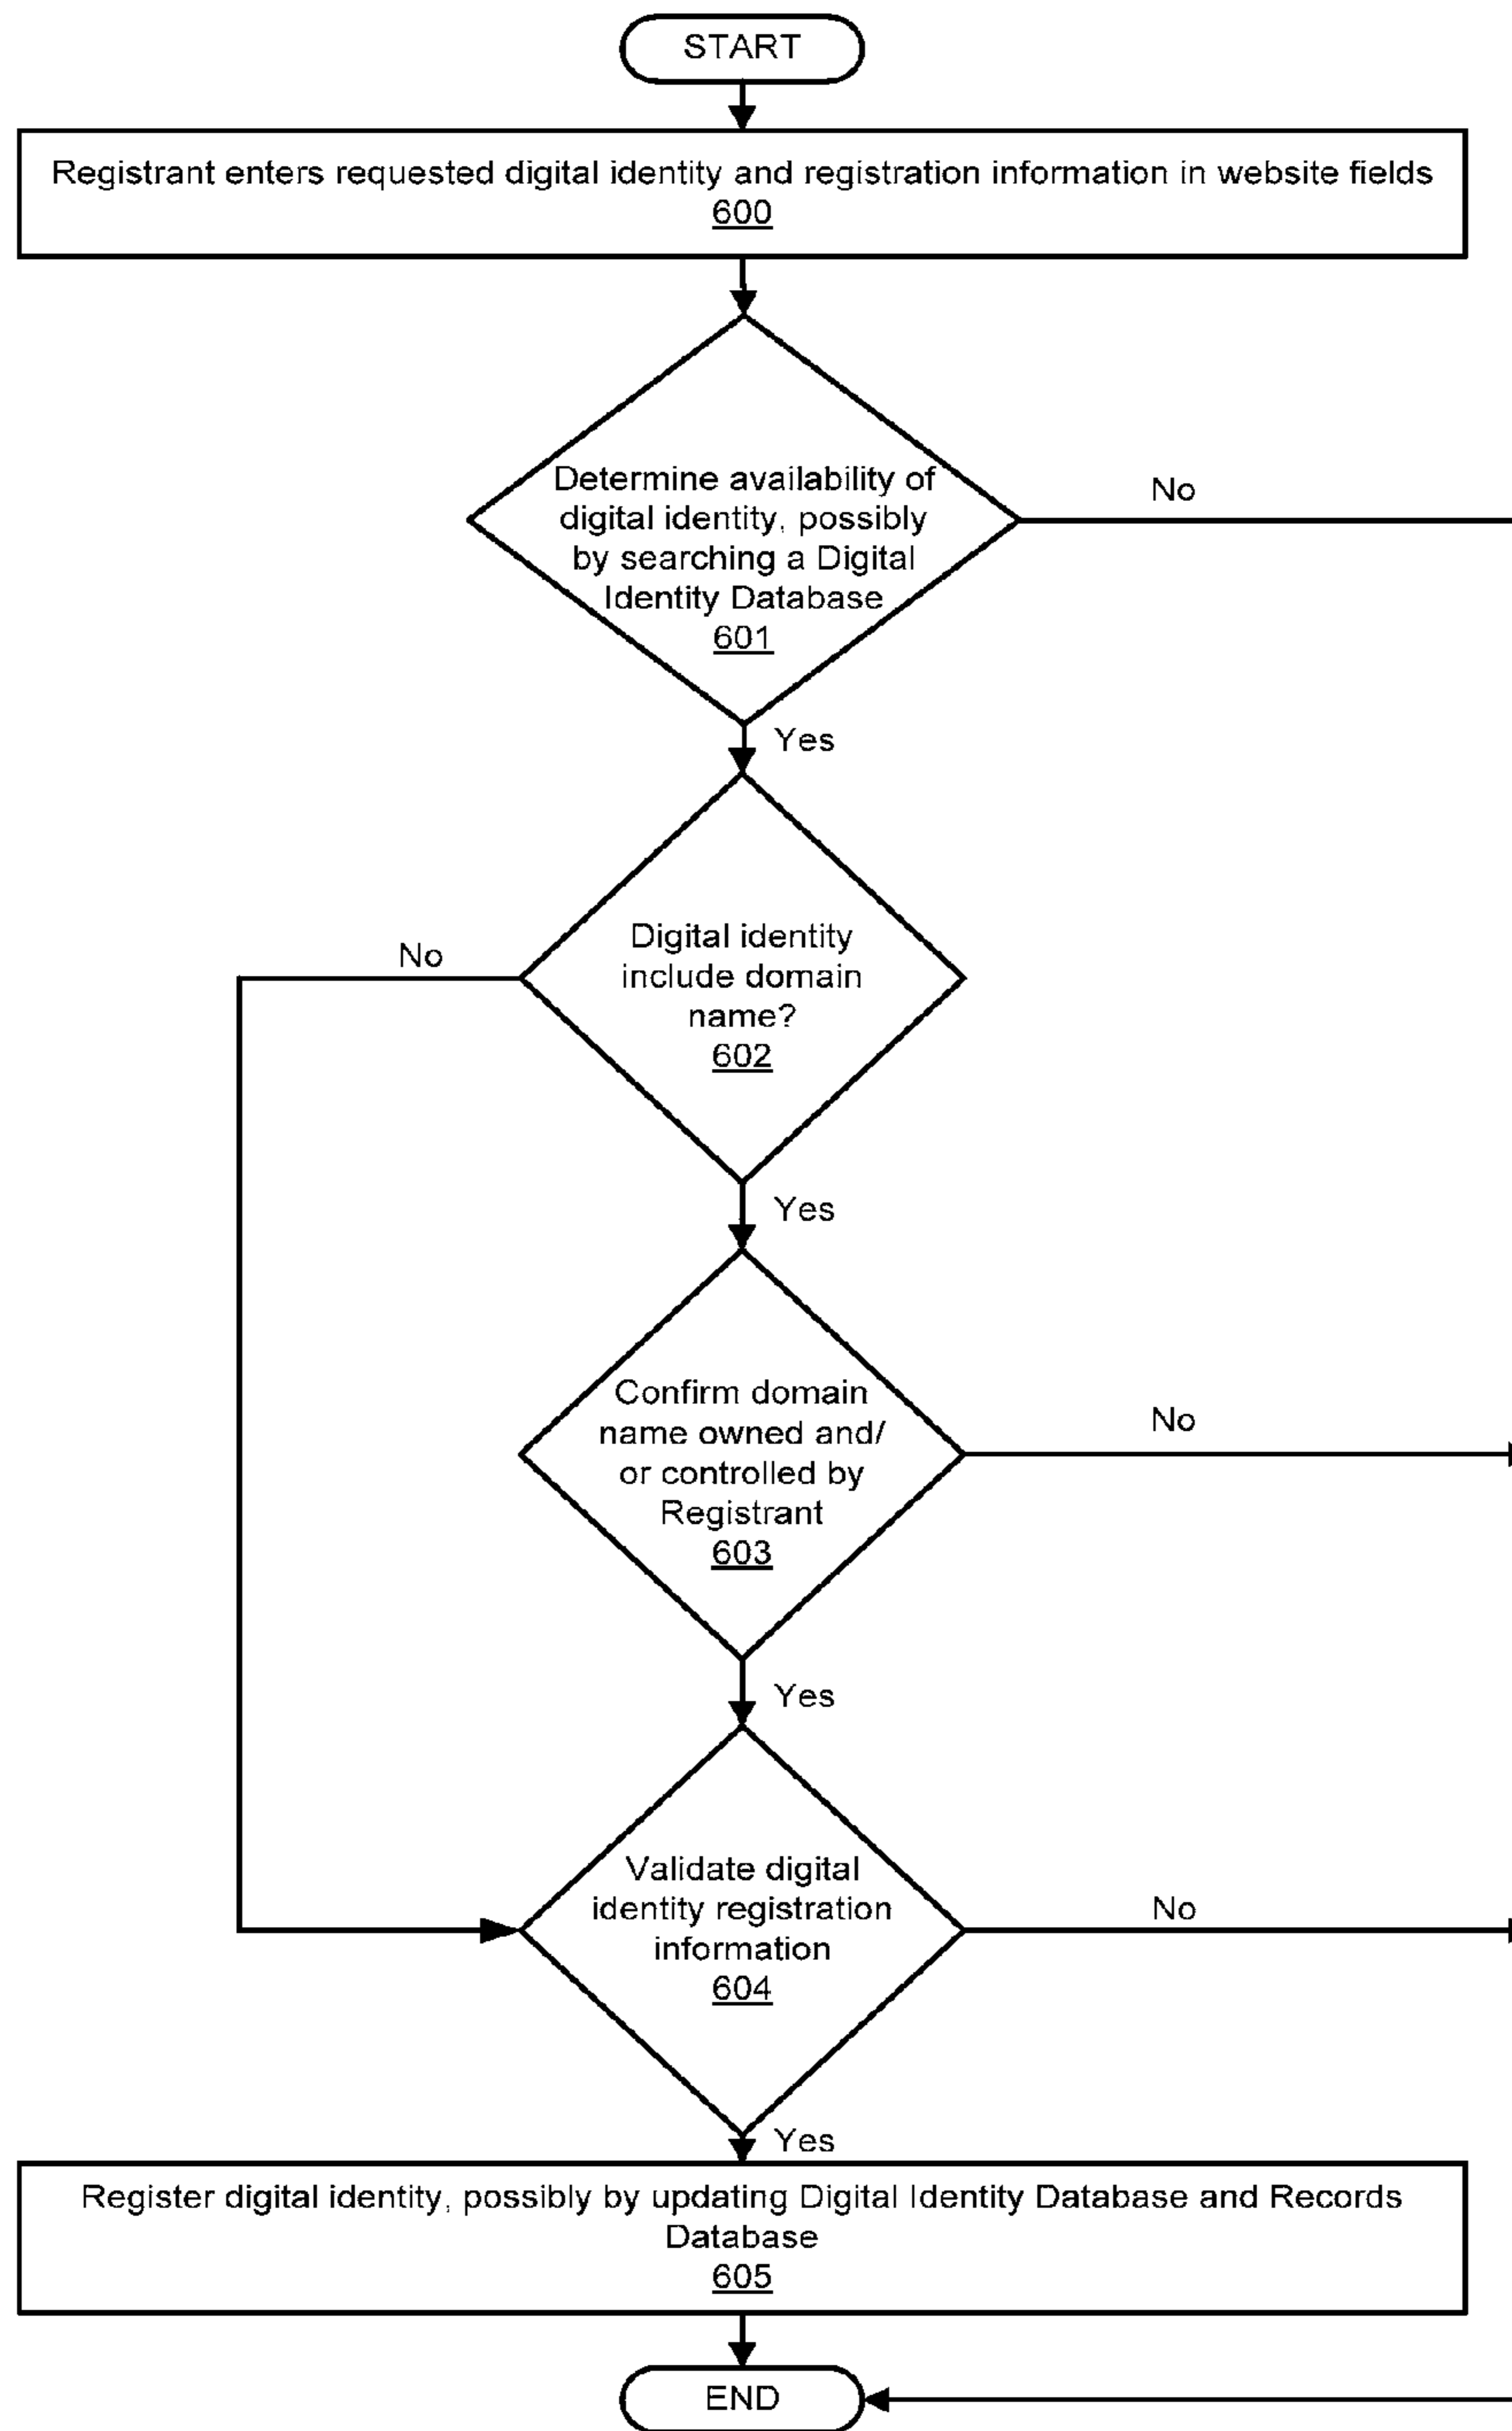 START
Registrant enters requested digital identity and registration information in website fields
600
Determine availability of
digital identity, possibly
by searching a Digital
Identity Database
601
No
Yes
Digital identity
include domain
name?
602
No
Yes
Confirm domain
name owned and/
or controlled by
Registrant
603
No
Yes
Validate digital
identity registration
information
604
No
Yes
Register digital identity, possibly by updating Digital Identity Database and Records
Database
605
END